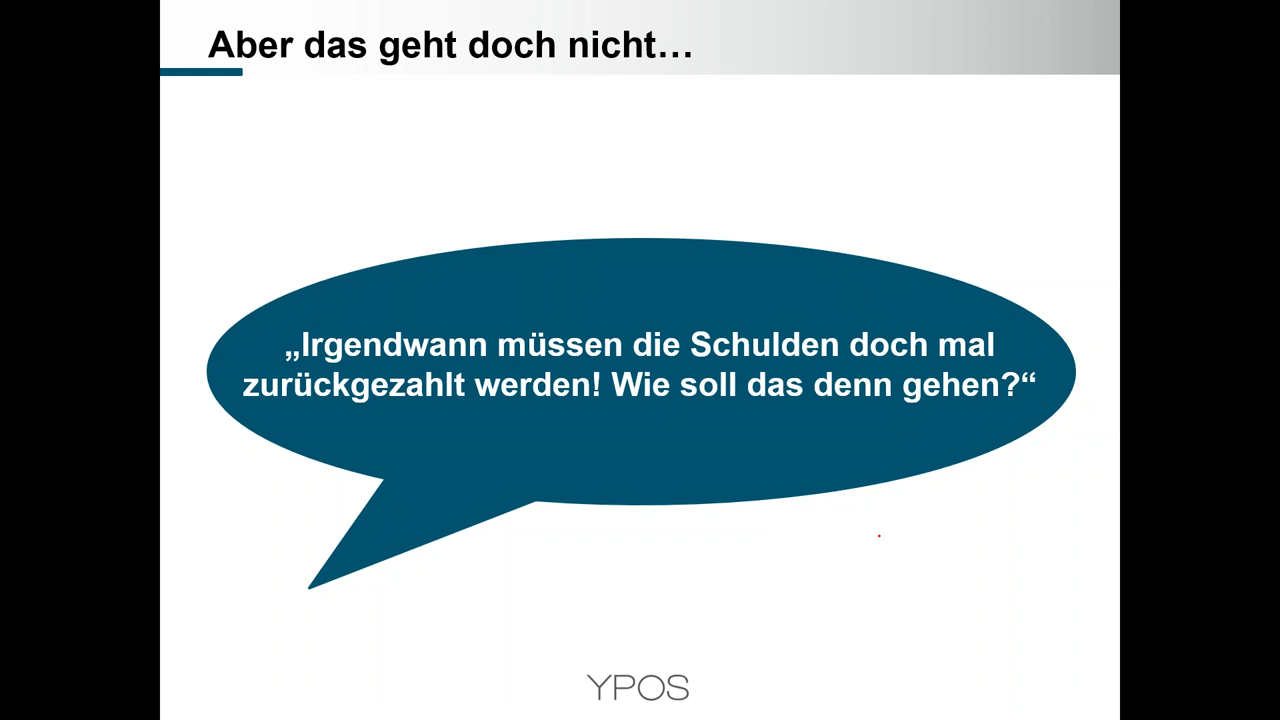 Aber das geht doch nicht…
„Irgendwann müssen die Schulden doch mal
zurückgezahlt werden! Wie soll das denn gehen?“
YPOS